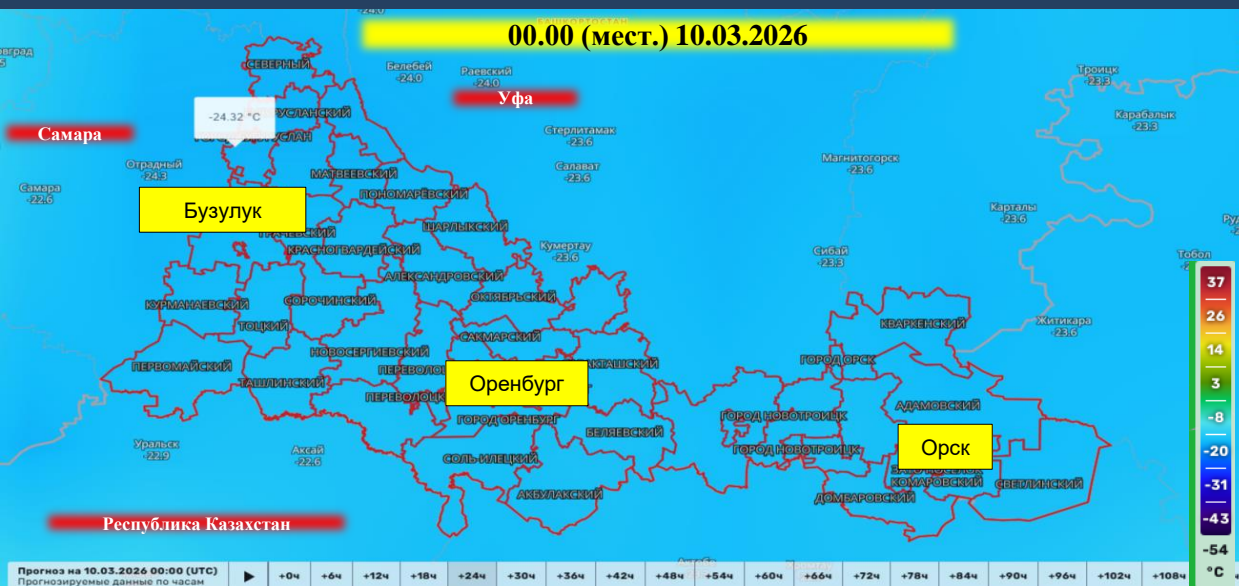 00.00 (мест.) 10.03.2026
-24.0
БАШКОРТОСТАН
СЕВЕРНЫЙ
Белебей
-24.0
Раевский
-24.0
Троицк
-23.3
Уфа
-24.32 °C
Карабалык
-23.3
Самара
Стерлитамак
-23.6
Отрадный
-24.3
МАТВЕЕВСКИЙ
Салават
-23.6
Магнитогорск
-23.6
Самара
-22.6
ПОНОМАРЁВСКИЙ
Бузулук
Карталы
-23.6
ШАРЛЫКСКИЙ
КРАСНОГВАРДЕЙСКИЙ
Кумертау
-23.6
Сибай
-23.3
Тобол
АЛЕКСАНДРОВСКИЙ
37
КУРМАНАЕВСКИЙ
СОРОЧИНСКИЙ
ОКТЯБРЬСКИЙ
26
ТОЦКИЙ
КВАРКЕНСКИЙ
Житикара
-23.6
САКМАРСКИЙ
14
НОВОСЕРГИЕВСКИЙ
ГОРОД ОРСК
ПЕРВОМАЙСКИЙ
3
ТАШЛИНСКИЙ
Оренбург
АДАМОВСКИЙ
-8
ГОРОД ОРЕНБУРГ
ГОРОД НОВОТРОИЦК
БЕЛЯЕВСКИЙ
Уральск
-22.9
Аксай
-22.6
ГОРОД НОВОТРОИЦК
Орск
-20
СОЛЬ-ИЛЕЦКИЙ
КОМАРОВСКИЙ
СВЕТЛИНСКИЙ
-31
АКБУЛАКСКИЙ
ДОМБАРОВСКИЙ
-43
Республика Казахстан
-54
°C
Прогноз на 10.03.2026 00:00 (UTC)
Прогнозируемые данные по часам
+0ч +6ч +12ч +18ч +24ч +30ч +36ч +42ч +48ч +54ч +60ч +66ч +72ч +78ч +84ч +90ч +96ч +102ч +108ч